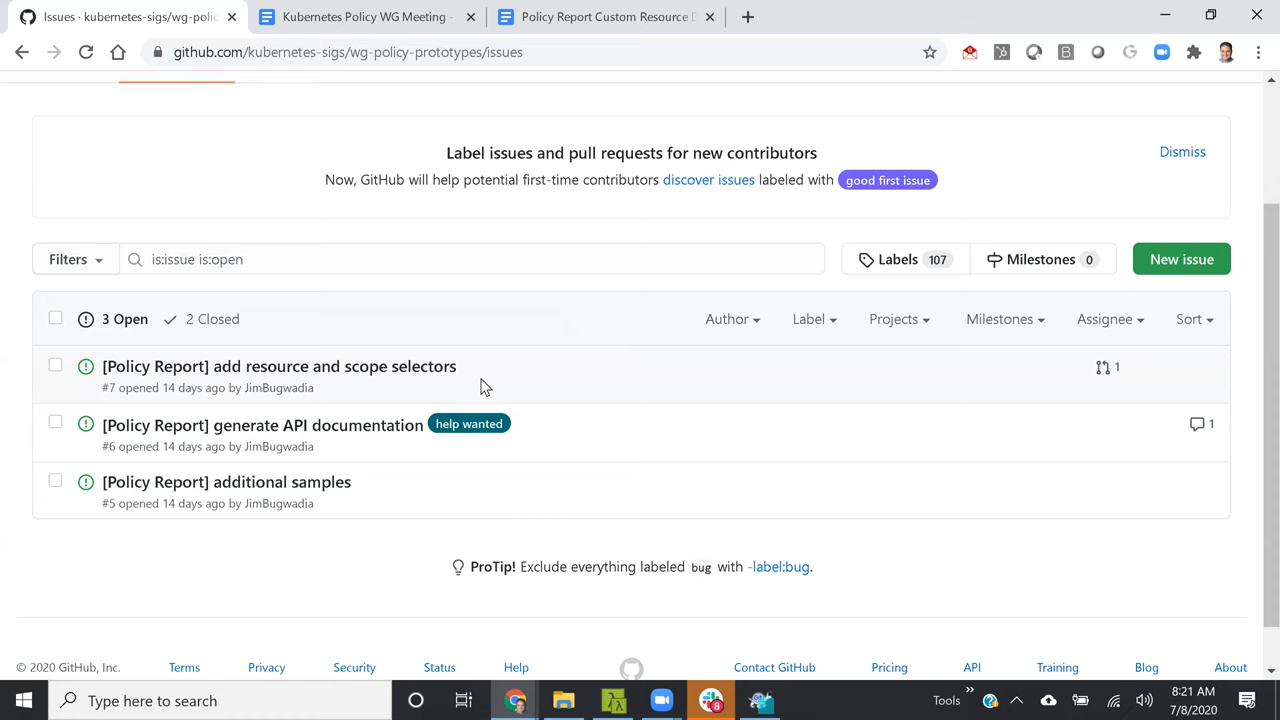 Issues · kubernetes-sigs/wg-polic
Kubernetes Policy WG Meeting -
Policy Report Custom Resource D
github.com/kubernetes-sigs/wg-policy-prototypes/issues
Label issues and pull requests for new contributors
Dismiss
Now, GitHub will help potential first-time contributors discover issues labeled with good first issue
Filters
is:issue is:open
Labels 107
Milestones 0
New issue
3 Open
2 Closed
Author
Label
Projects
Milestones
Assignee
Sort
[Policy Report] add resource and scope selectors
1
#7 opened 14 days ago by JimBugwadia
[Policy Report] generate API documentation help wanted
1
#6 opened 14 days ago by JimBugwadia
[Policy Report] additional samples
#5 opened 14 days ago by JimBugwadia
ProTip! Exclude everything labeled bug with -label:bug.
© 2020 GitHub, Inc.
Terms
Privacy
Security
Status
Help
Contact GitHub
Pricing
API
Training
Blog
About
Type here to search
8
Tools
8:21 AM
7/8/2020